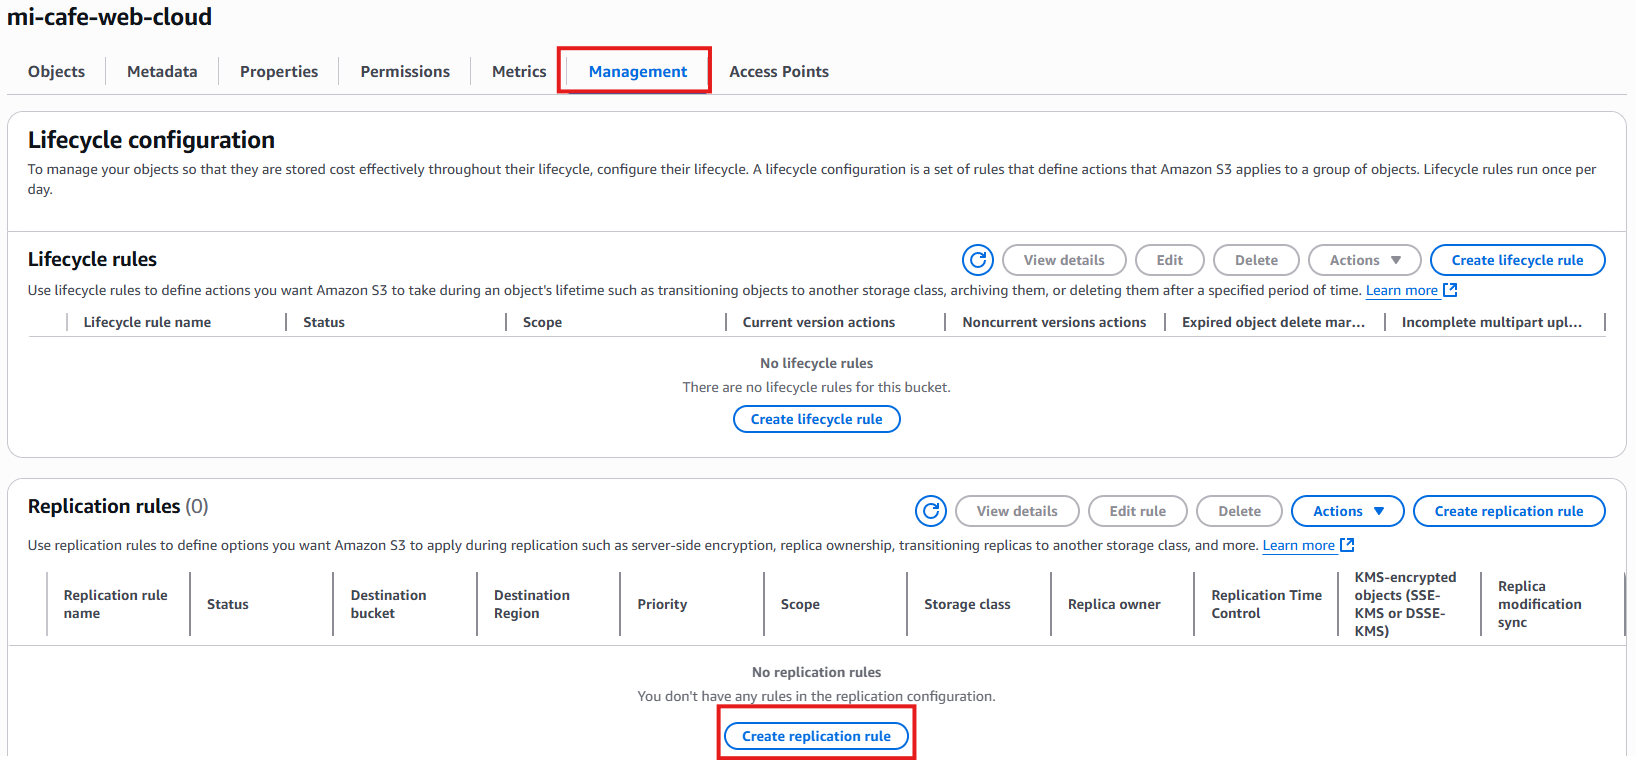 mi-cafe-web-cloud
Objects
Metadata
Properties
Permissions
Metrics
Management
Access Points
Lifecycle configuration
To manage your objects so that they are stored cost effectively throughout their lifecycle, configure their lifecycle. A lifecycle configuration is a set of rules that define actions that Amazon S3 applies to a group of objects. Lifecycle rules run once per
day.
Lifecycle rules
View details
Edit
Delete
Actions
Create lifecycle rule
Use lifecycle rules to define actions you want Amazon S3 to take during an object's lifetime such as transitioning objects to another storage class, archiving them, or deleting them after a specified period of time. Learn more
Lifecycle rule name
Status
Scope
Current version actions
Noncurrent versions actions
Expired object delete mar...
Incomplete multipart upl...
No lifecycle rules
There are no lifecycle rules for this bucket.
Create lifecycle rule
Replication rules (0)
View details
Edit rule
Delete
Actions
Create replication rule
Use replication rules to define options you want Amazon S3 to apply during replication such as server-side encryption, replica ownership, transitioning replicas to another storage class, and more. Learn more
Replication rule
name
Status
Destination
bucket
Destination
Region
Priority
Scope
Storage class
Replica owner
Replication Time
Control
KMS-encrypted
objects (SSE-
KMS or DSSE-
KMS)
Replica
modification
sync
No replication rules
You don't have any rules in the replication configuration.
Create replication rule